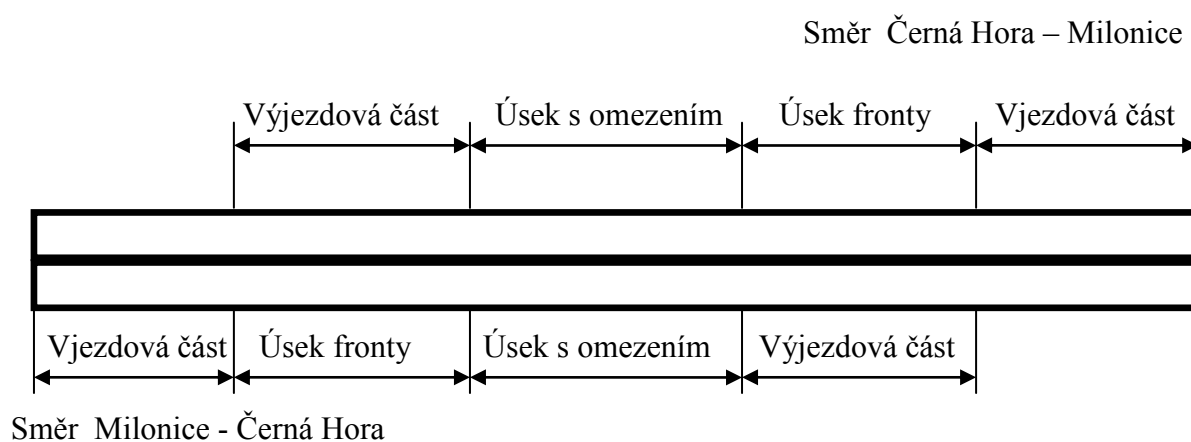 Směr Černá Hora – Milonice
Výjezdová část Úsek s omezením Úsek fronty Vjezdová část
Vjezdová část Úsek fronty Úsek s omezením Výjezdová část
Směr Milonice - Černá Hora